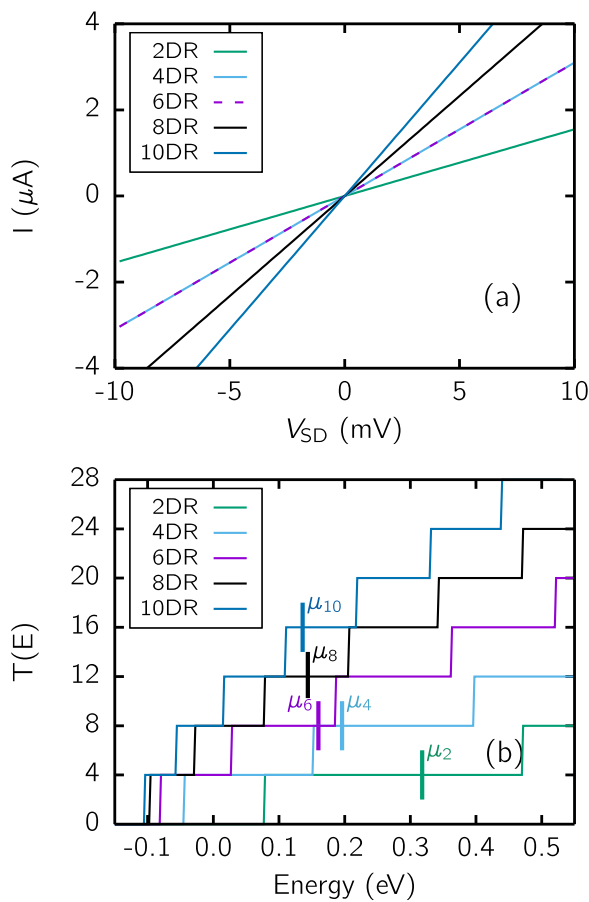 4
2
0
-2
-4
I (μA)
2DR
4DR
6DR
8DR
10DR
(a)
-10 -5 0 5 10
V_SD (mV)
28
24
20
16
12
8
4
0
T(E)
2DR
4DR
6DR
8DR
10DR
μ10
μ8
μ6 μ4
μ2
(b)
-0.1 0.0 0.1 0.2 0.3 0.4 0.5
Energy (eV)